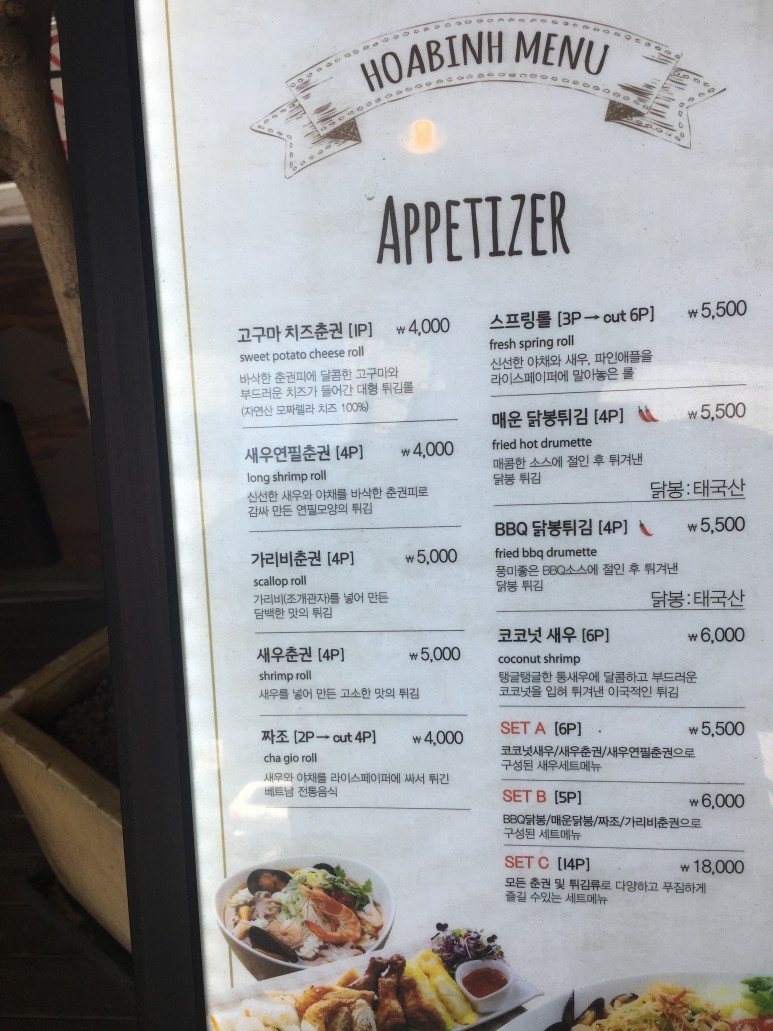 HOABINH MENU
APPETIZER
고구마 치즈춘권 [1P] ₩4,000
sweet potato cheese roll
바삭한 춘권피에 달콤한 고구마와
부드러운 치즈가 들어간 대형 튀김롤
(자연산 모짜렐라 치즈 100%)
새우연필춘권 [4P] ₩4,000
long shrimp roll
신선한 새우와 야채를 바삭한 춘권피로
감싸 만든 연필모양의 튀김
가리비춘권 [4P] ₩5,000
scallop roll
가리비(조개관자)를 넣어 만든
담백한 맛의 튀김
새우춘권 [4P] ₩5,000
shrimp roll
새우를 넣어 만든 고소한 맛의 튀김
짜조 [2P → cut 4P] ₩4,000
cha gio roll
새우와 야채를 라이스페이퍼에 싸서 튀긴
베트남 전통음식
스프링롤 [3P → cut 6P] ₩5,500
fresh spring roll
신선한 야채와 새우, 파인애플을
라이스페이퍼에 말아놓은 롤
매운 닭봉튀김 [4P] ₩5,500
fried hot drumette
매콤한 소스에 절인 후 튀겨낸
닭봉 튀김
닭봉:태국산
BBQ 닭봉튀김 [4P] ₩5,500
fried bbq drumette
풍미좋은 BBQ소스에 절인 후 튀겨낸
닭봉 튀김
닭봉:태국산
코코넛 새우 [6P] ₩6,000
coconut shrimp
탱글탱글한 통새우에 달콤하고 부드러운
코코넛을 입혀 튀겨낸 이국적인 튀김
SET A [6P] ₩5,500
코코넛새우/새우춘권/새우연필춘권으로
구성된 새우세트메뉴
SET B [5P] ₩6,000
BBQ닭봉/매운닭봉/짜조/가리비춘권으로
구성된 세트메뉴
SET C [14P] ₩18,000
모든 춘권 및 튀김류로 다양하고 푸짐하게
즐길 수있는 세트메뉴